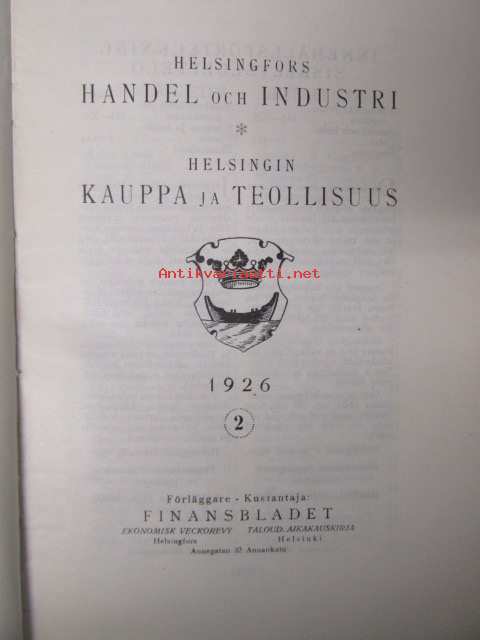 HELSINGFORS
HANDEL OCH INDUSTRI
*
HELSINGIN
KAUPPA JA TEOLLISUUS
Antikvariaatti.net
1926
2
Förläggare - Kustantaja:
FINANSBLADET
EKONOMISK VECKOREVY TALOUD. AIKAKAUSKIRJA
Helsingfors Helsinki
Annegatan 32 Annankatu